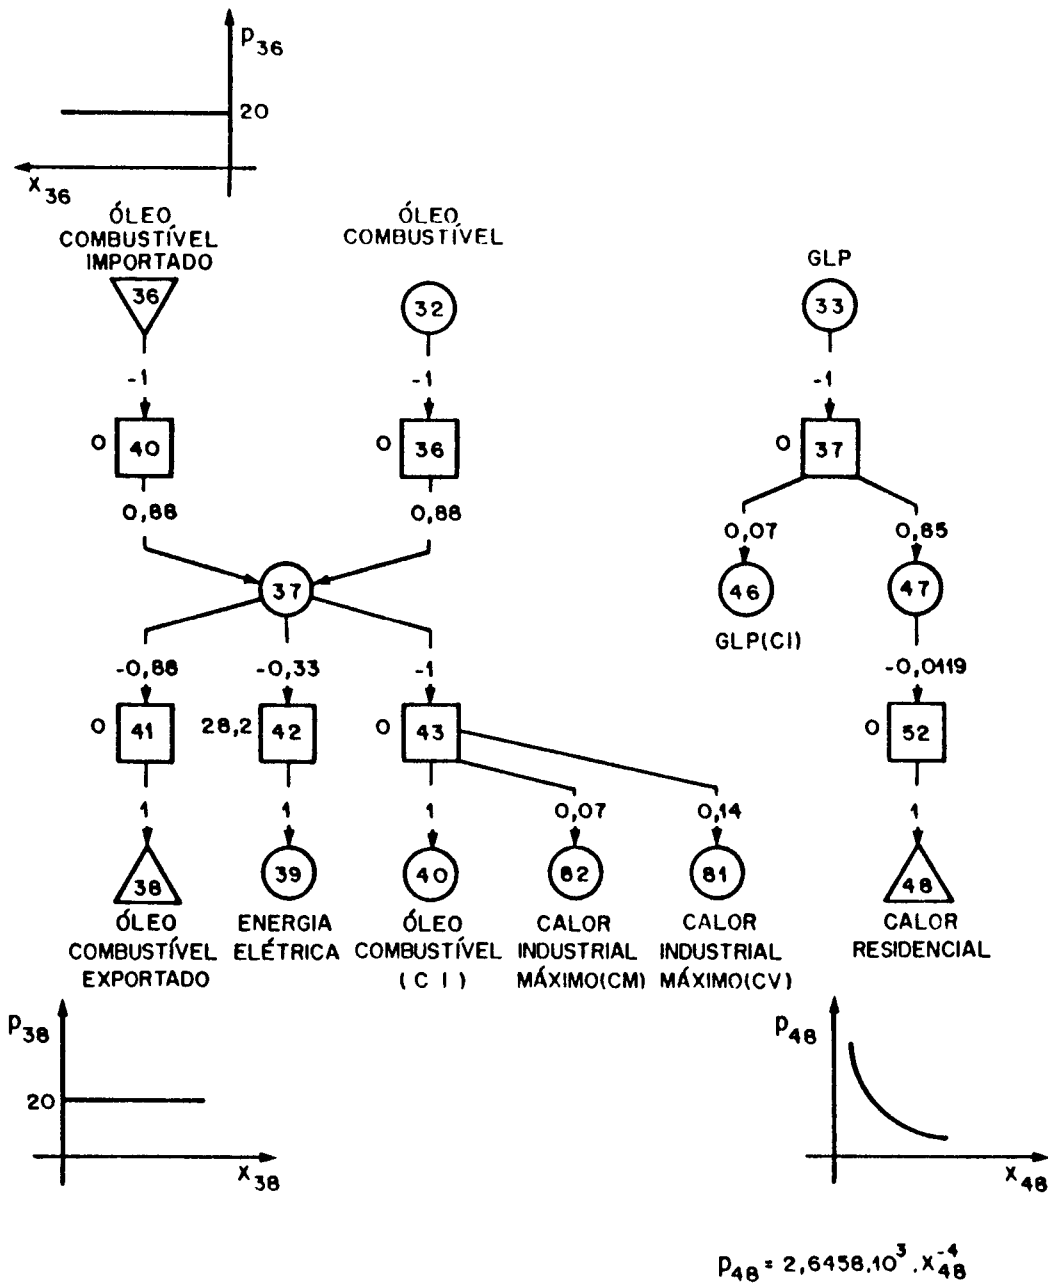 p36
20
x36
ÓLEO
COMBUSTÍVEL
IMPORTADO
ÓLEO
COMBUSTÍVEL
GLP
36
32
33
-1
-1
-1
0 40
0 36
0 37
0,88
0,88
0,07
0,85
37
46
47
GLP(CI)
-0,88
-0,33
-1
-0,0119
0 41
28,2 42
0 43
0 52
1
1
1
0,07
0,14
1
38
39
40
82
81
48
ÓLEO
COMBUSTÍVEL
EXPORTADO
ENERGIA
ELÉTRICA
ÓLEO
COMBUSTÍVEL
(CI)
CALOR
INDUSTRIAL
MÁXIMO(CM)
CALOR
INDUSTRIAL
MÁXIMO(CV)
CALOR
RESIDENCIAL
p38
20
x38
p48
x48
p48 = 2,6458.10³.x48⁻⁴